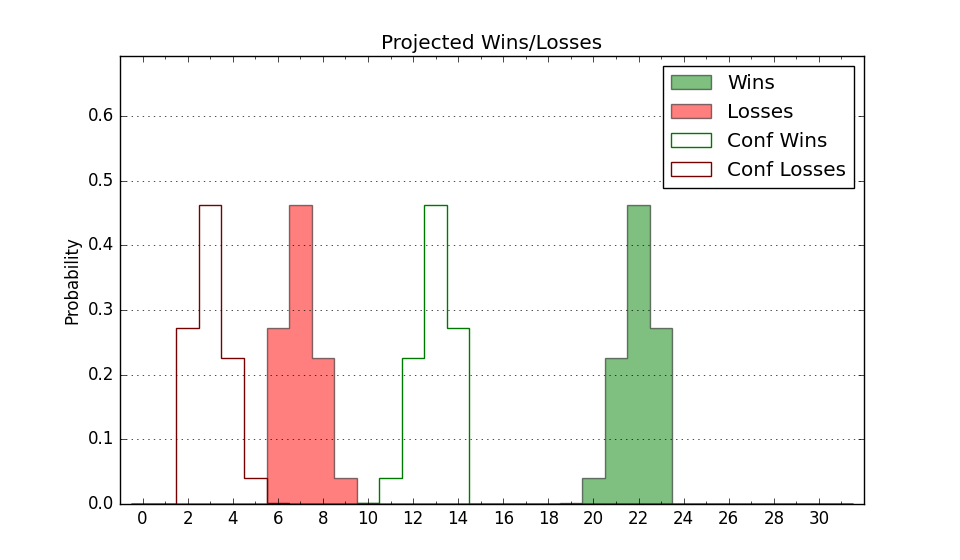 Projected Wins/Losses
Wins
Losses
Conf Wins
Conf Losses
Probability
0.6
0.5
0.4
0.3
0.2
0.1
0.0
0 2 4 6 8 10 12 14 16 18 20 22 24 26 28 30